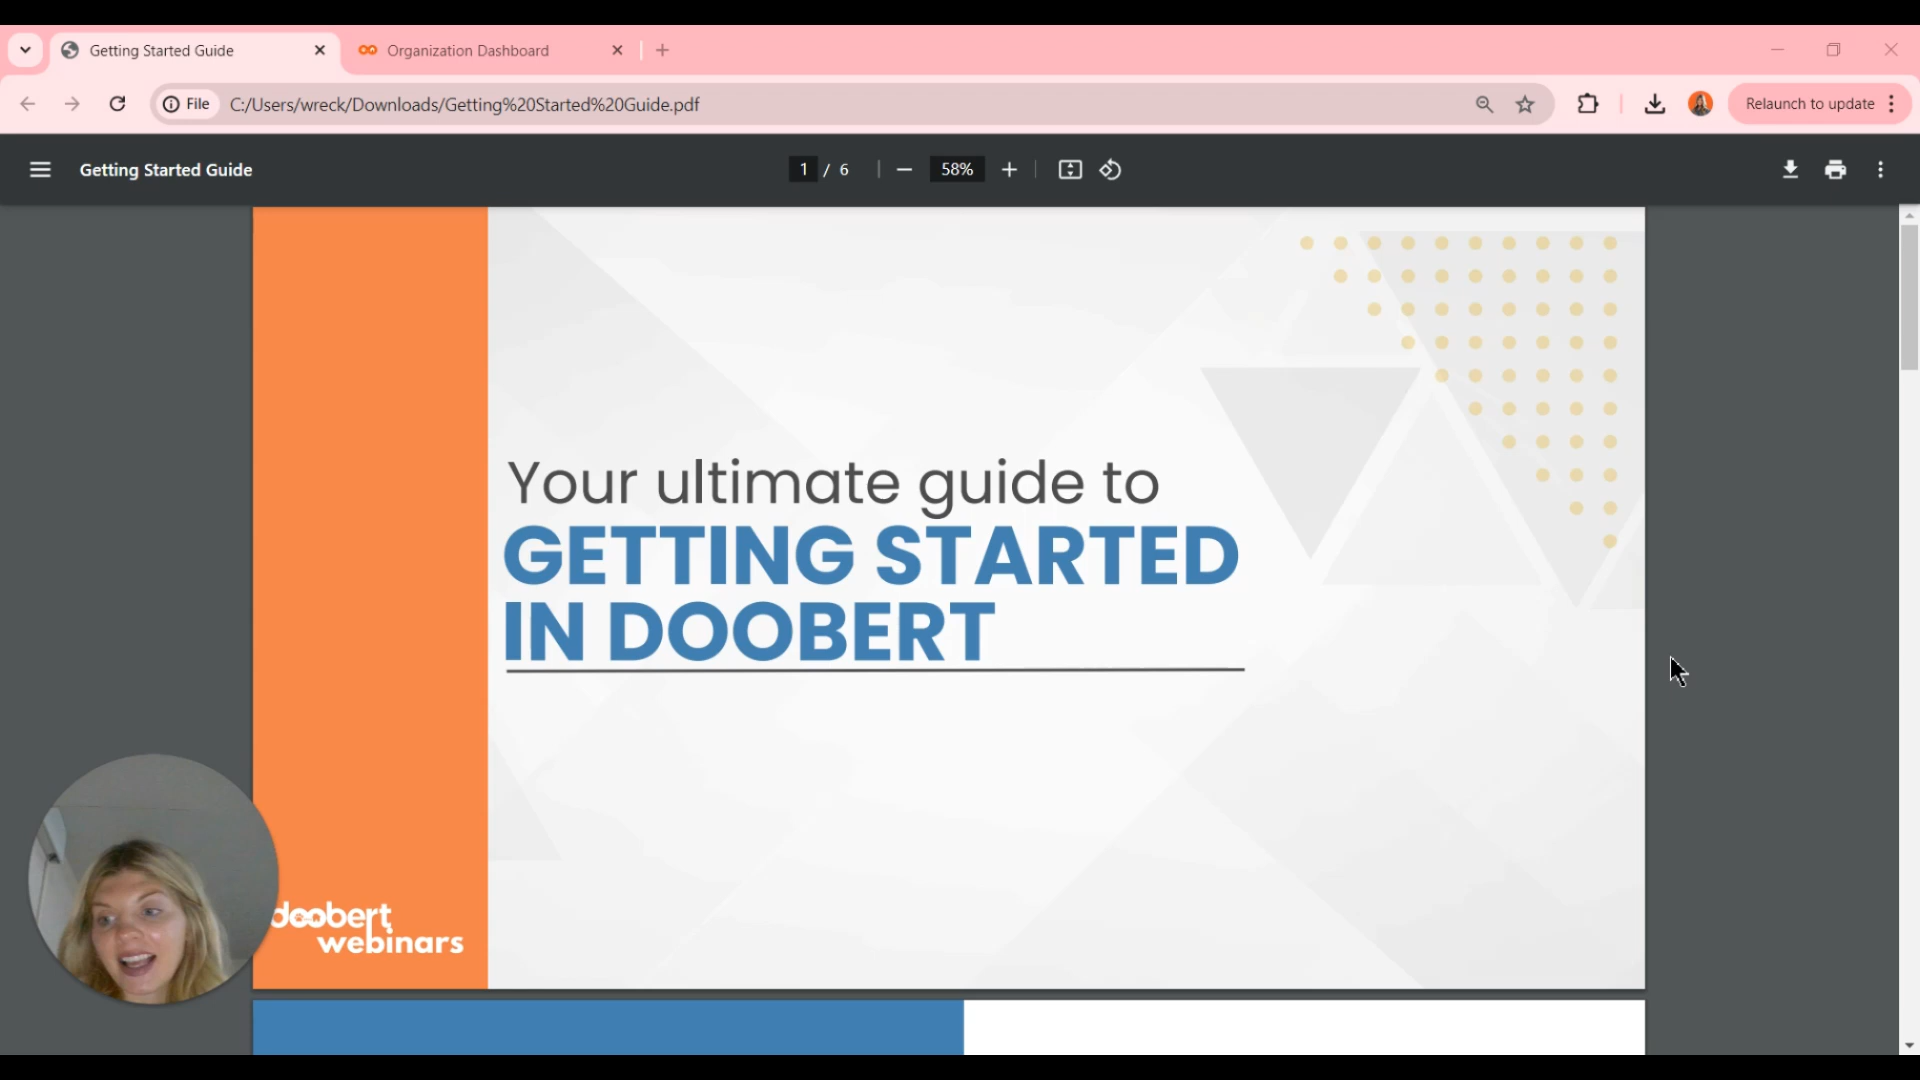 Getting Started Guide
Organization Dashboard
File
C:/Users/wreck/Downloads/Getting%20Started%20Guide.pdf
Relaunch to update
Getting Started Guide
1 / 6
58%
Your ultimate guide to
GETTING STARTED
IN DOOBERT
doobert
webinars